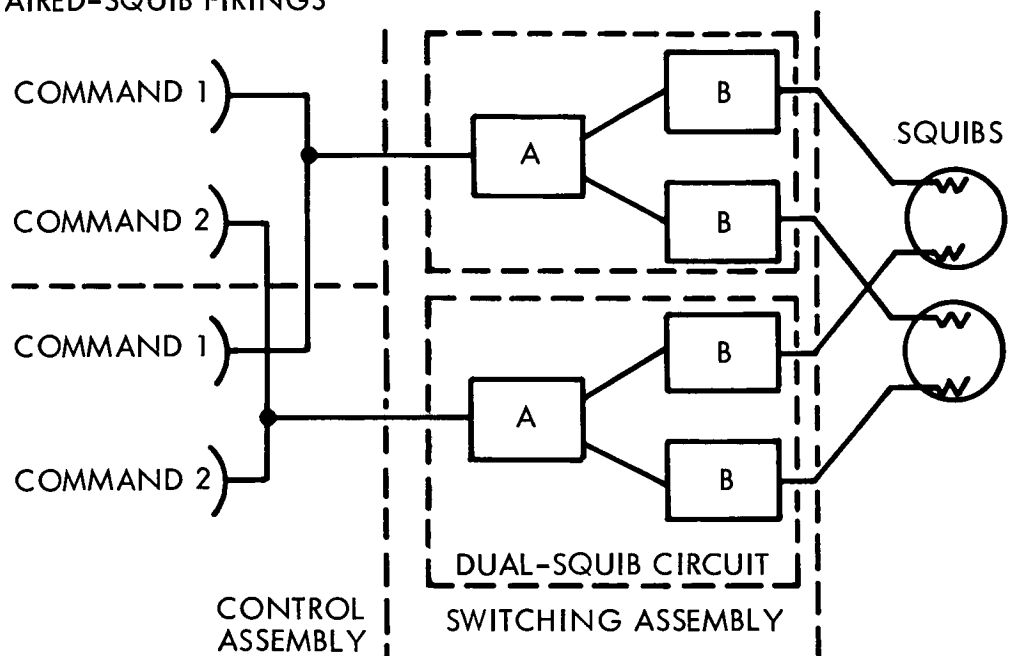 AIRED-SQUIB FIRINGS
COMMAND 1
COMMAND 2
COMMAND 1
COMMAND 2
A
B
B
A
B
B
SQUIBS
DUAL-SQUIB CIRCUIT
CONTROL
ASSEMBLY
SWITCHING ASSEMBLY